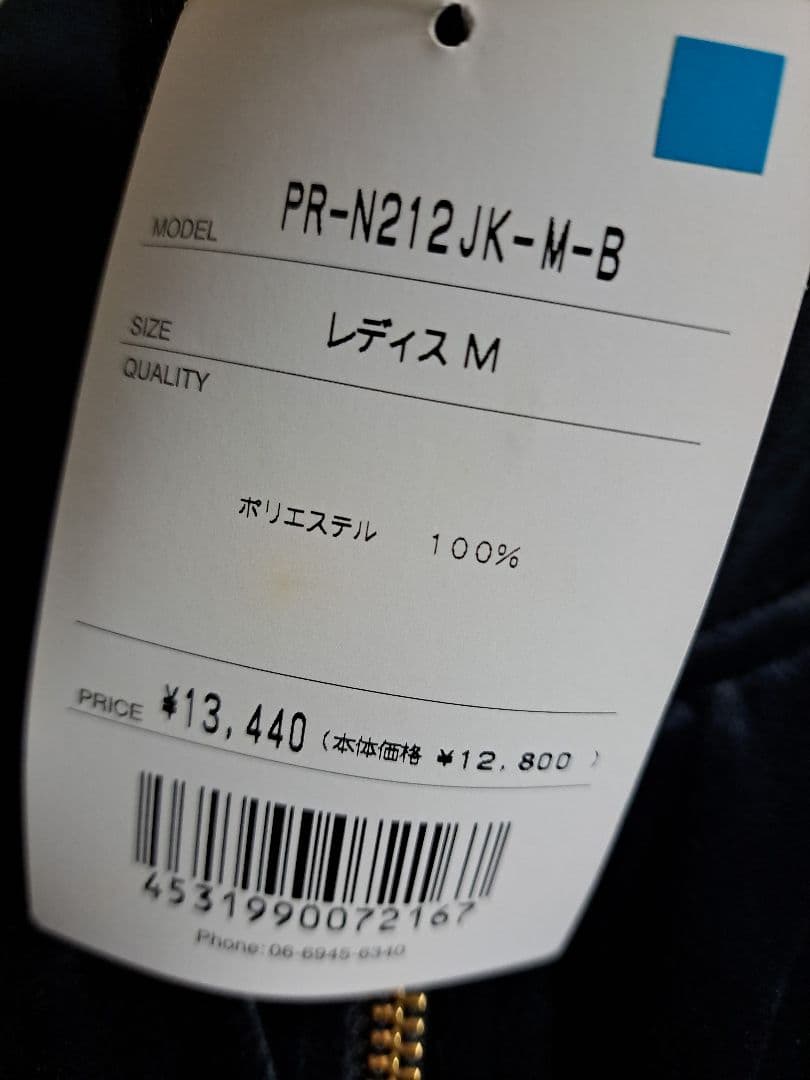 MODEL PR-N212JK-M-B
SIZE レディス M
QUALITY
ポリエステル 100%
PRICE ¥13,440 (本体価格 ¥12,800 )
4531990072167
Phone: 06-6945-6340